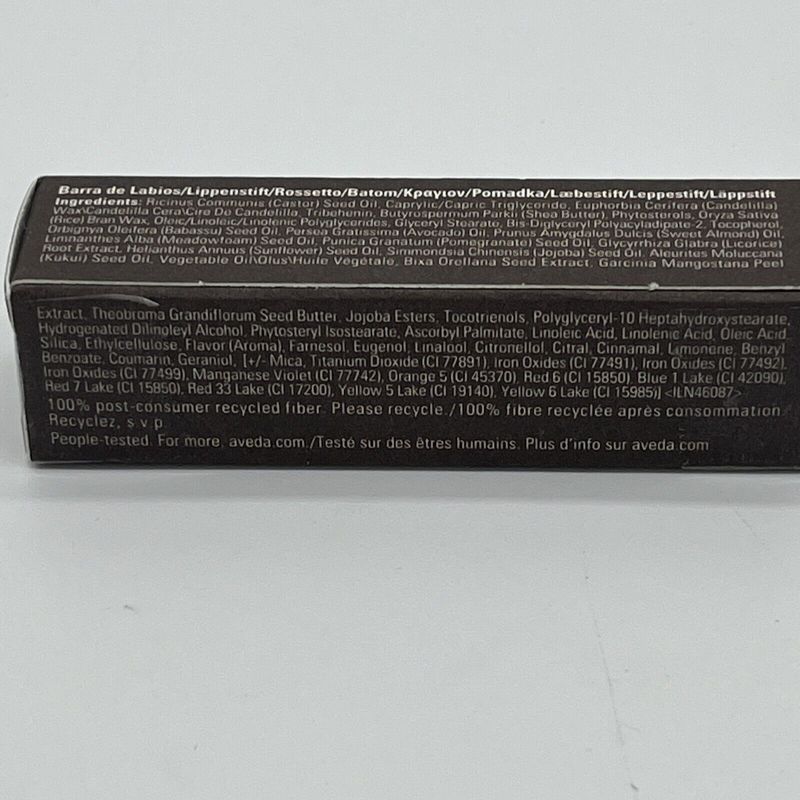 Barra de Labios/Lippenstift/Rossetto/Batom/Κραγιον/Pomadka/Læbestift/Leppestift/Läppstift
Ingredients: Ricinus Communis (Castor) Seed Oil, Caprylic/Capric Triglyceride, Euphorbia Cerifera (Candelilla)
Wax\Candelilla Cera\Cire De Candelilla, Tribehenin, Butyrospermum Parkii (Shea Butter), Phytosterols, Oryza Sativa
(Rice) Bran Wax, Oleic/Linoleic/Linolenic Polyglycerides, Glyceryl Stearate, Bis-Diglyceryl Polyacyladipate-2, Tocopherol,
Orbignya Oleifera (Babassu) Seed Oil, Persea Gratissima (Avocado) Oil, Prunus Amygdalus Dulcis (Sweet Almond) Oil,
Limnanthes Alba (Meadowfoam) Seed Oil, Punica Granatum (Pomegranate) Seed Oil, Glycyrrhiza Glabra (Licorice)
Root Extract, Helianthus Annuus (Sunflower) Seed Oil, Simmondsia Chinensis (Jojoba) Seed Oil, Aleurites Moluccana
(Kukui) Seed Oil, Vegetable Oil\Olus\Huile Vegetale, Bixa Orellana Seed Extract, Garcinia Mangostana Peel
Extract, Theobroma Grandiflorum Seed Butter, Jojoba Esters, Tocotrienols, Polyglyceryl-10 Heptahydroxystearate,
Hydrogenated Dilinoleyl Alcohol, Phytosteryl Isostearate, Ascorbyl Palmitate, Linoleic Acid, Linolenic Acid, Oleic Acid
Silica, Ethylcellulose, Flavor (Aroma), Farnesol, Eugenol, Linalool, Citronellol, Citral, Cinnamal, Limonene, Benzyl
Benzoate, Coumarin, Geraniol, [+/- Mica, Titanium Dioxide (CI 77891), Iron Oxides (CI 77491), Iron Oxides (CI 77492),
Iron Oxides (CI 77499), Manganese Violet (CI 77742), Orange 5 (CI 45370), Red 6 (CI 15850), Blue 1 Lake (CI 42090),
Red 7 Lake (CI 15850), Red 33 Lake (CI 17200), Yellow 5 Lake (CI 19140), Yellow 6 Lake (CI 15985)] <ILN46087>
100% post-consumer recycled fiber. Please recycle./100% fibre recyclée après consommation.
Recyclez, s v p
People-tested. For more, aveda.com./Testé sur des êtres humains. Plus d'info sur aveda.com